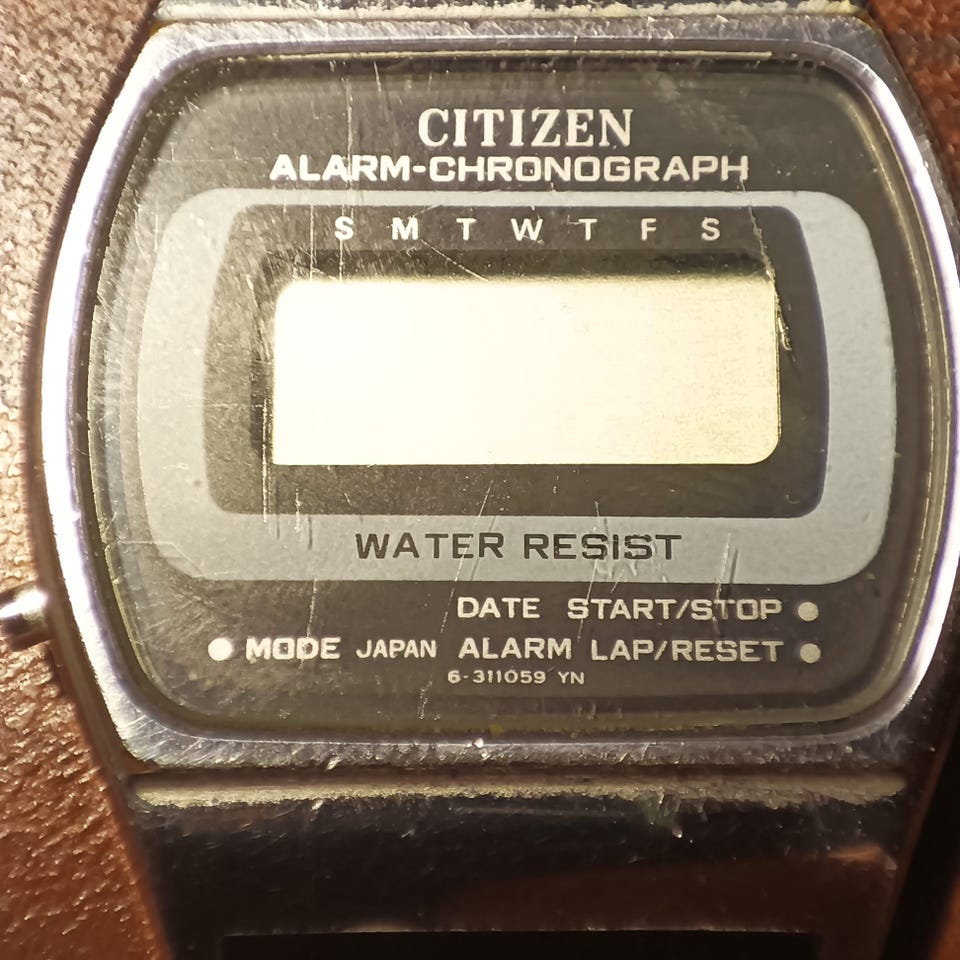 CITIZEN
ALARM-CHRONOGRAPH
S M T W T F S
WATER RESIST
DATE START/STOP
MODE JAPAN ALARM LAP/RESET
6-311059 YN